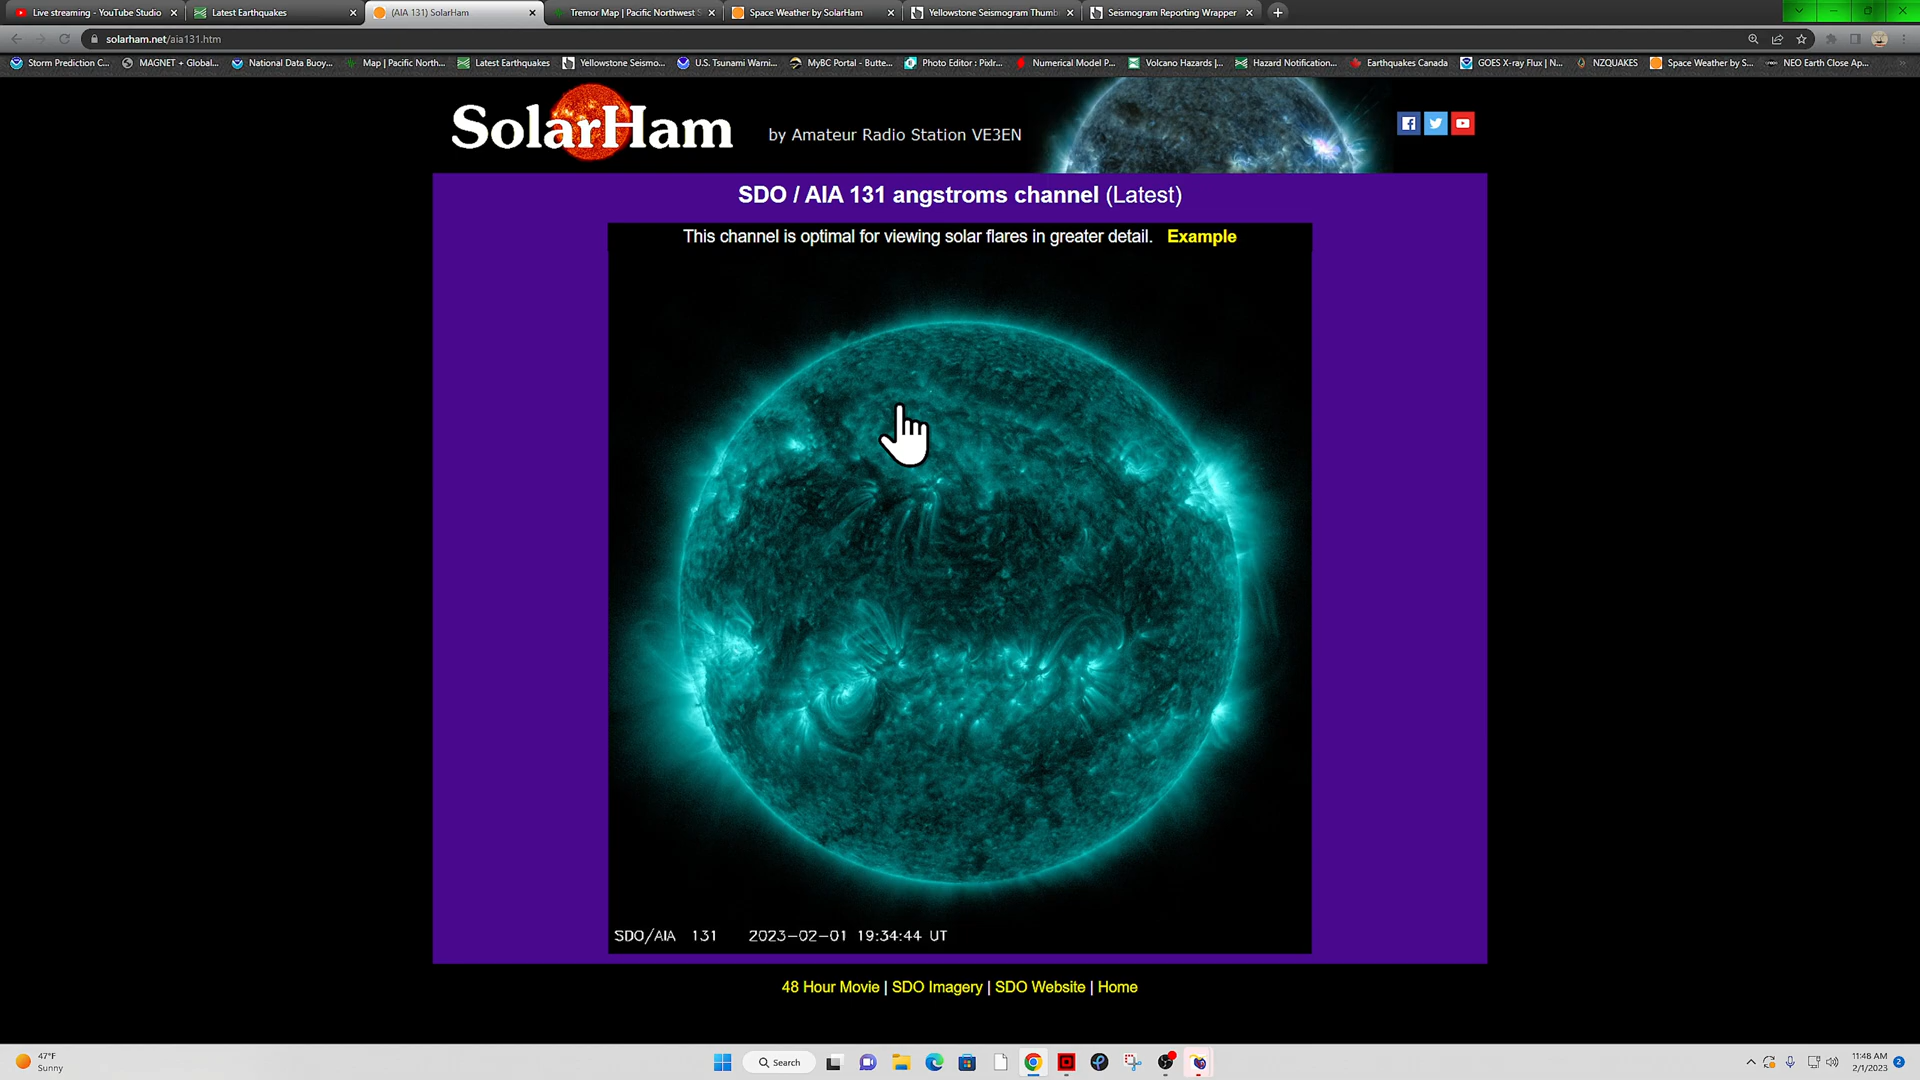 Live streaming - YouTube Studio
Latest Earthquakes
(AIA 131) SolarHam
Tremor Map | Pacific Northwest S
Space Weather by SolarHam
Yellowstone Seismogram Thumb
Seismogram Reporting Wrapper
solarham.net/aia131.htm
Storm Prediction C...
MAGNET + Global...
National Data Buoy...
Map | Pacific North...
Latest Earthquakes
Yellowstone Seismo...
U.S. Tsunami Warni...
MyBC Portal - Butte...
Photo Editor : Pixlr...
Numerical Model P...
Volcano Hazards |...
Hazard Notification...
Earthquakes Canada
GOES X-ray Flux | N...
NZQUAKES
Space Weather by S...
NEO Earth Close Ap...
SolarHam
by Amateur Radio Station VE3EN
SDO / AIA 131 angstroms channel (Latest)
This channel is optimal for viewing solar flares in greater detail. Example
SDO/AIA 131 2023-02-01 19:34:44 UT
48 Hour Movie | SDO Imagery | SDO Website | Home
47°F
Sunny
Search
11:48 AM
2/1/2023
2